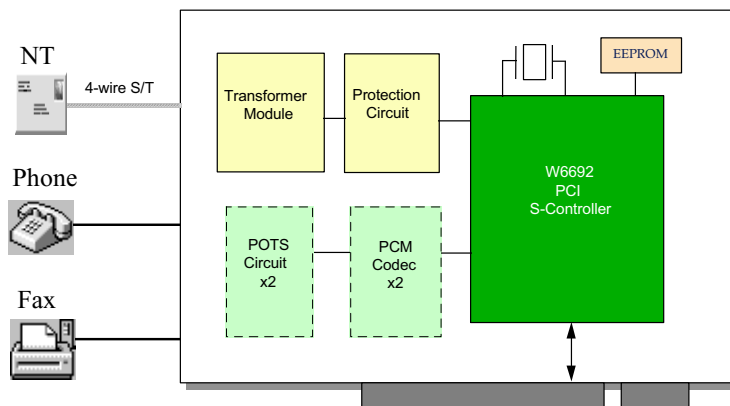 NT
4-wire S/T
Phone
Fax
Transformer
Module
Protection
Circuit
EEPROM
W6692
PCI
S-Controller
POTS
Circuit
x2
PCM
Codec
x2